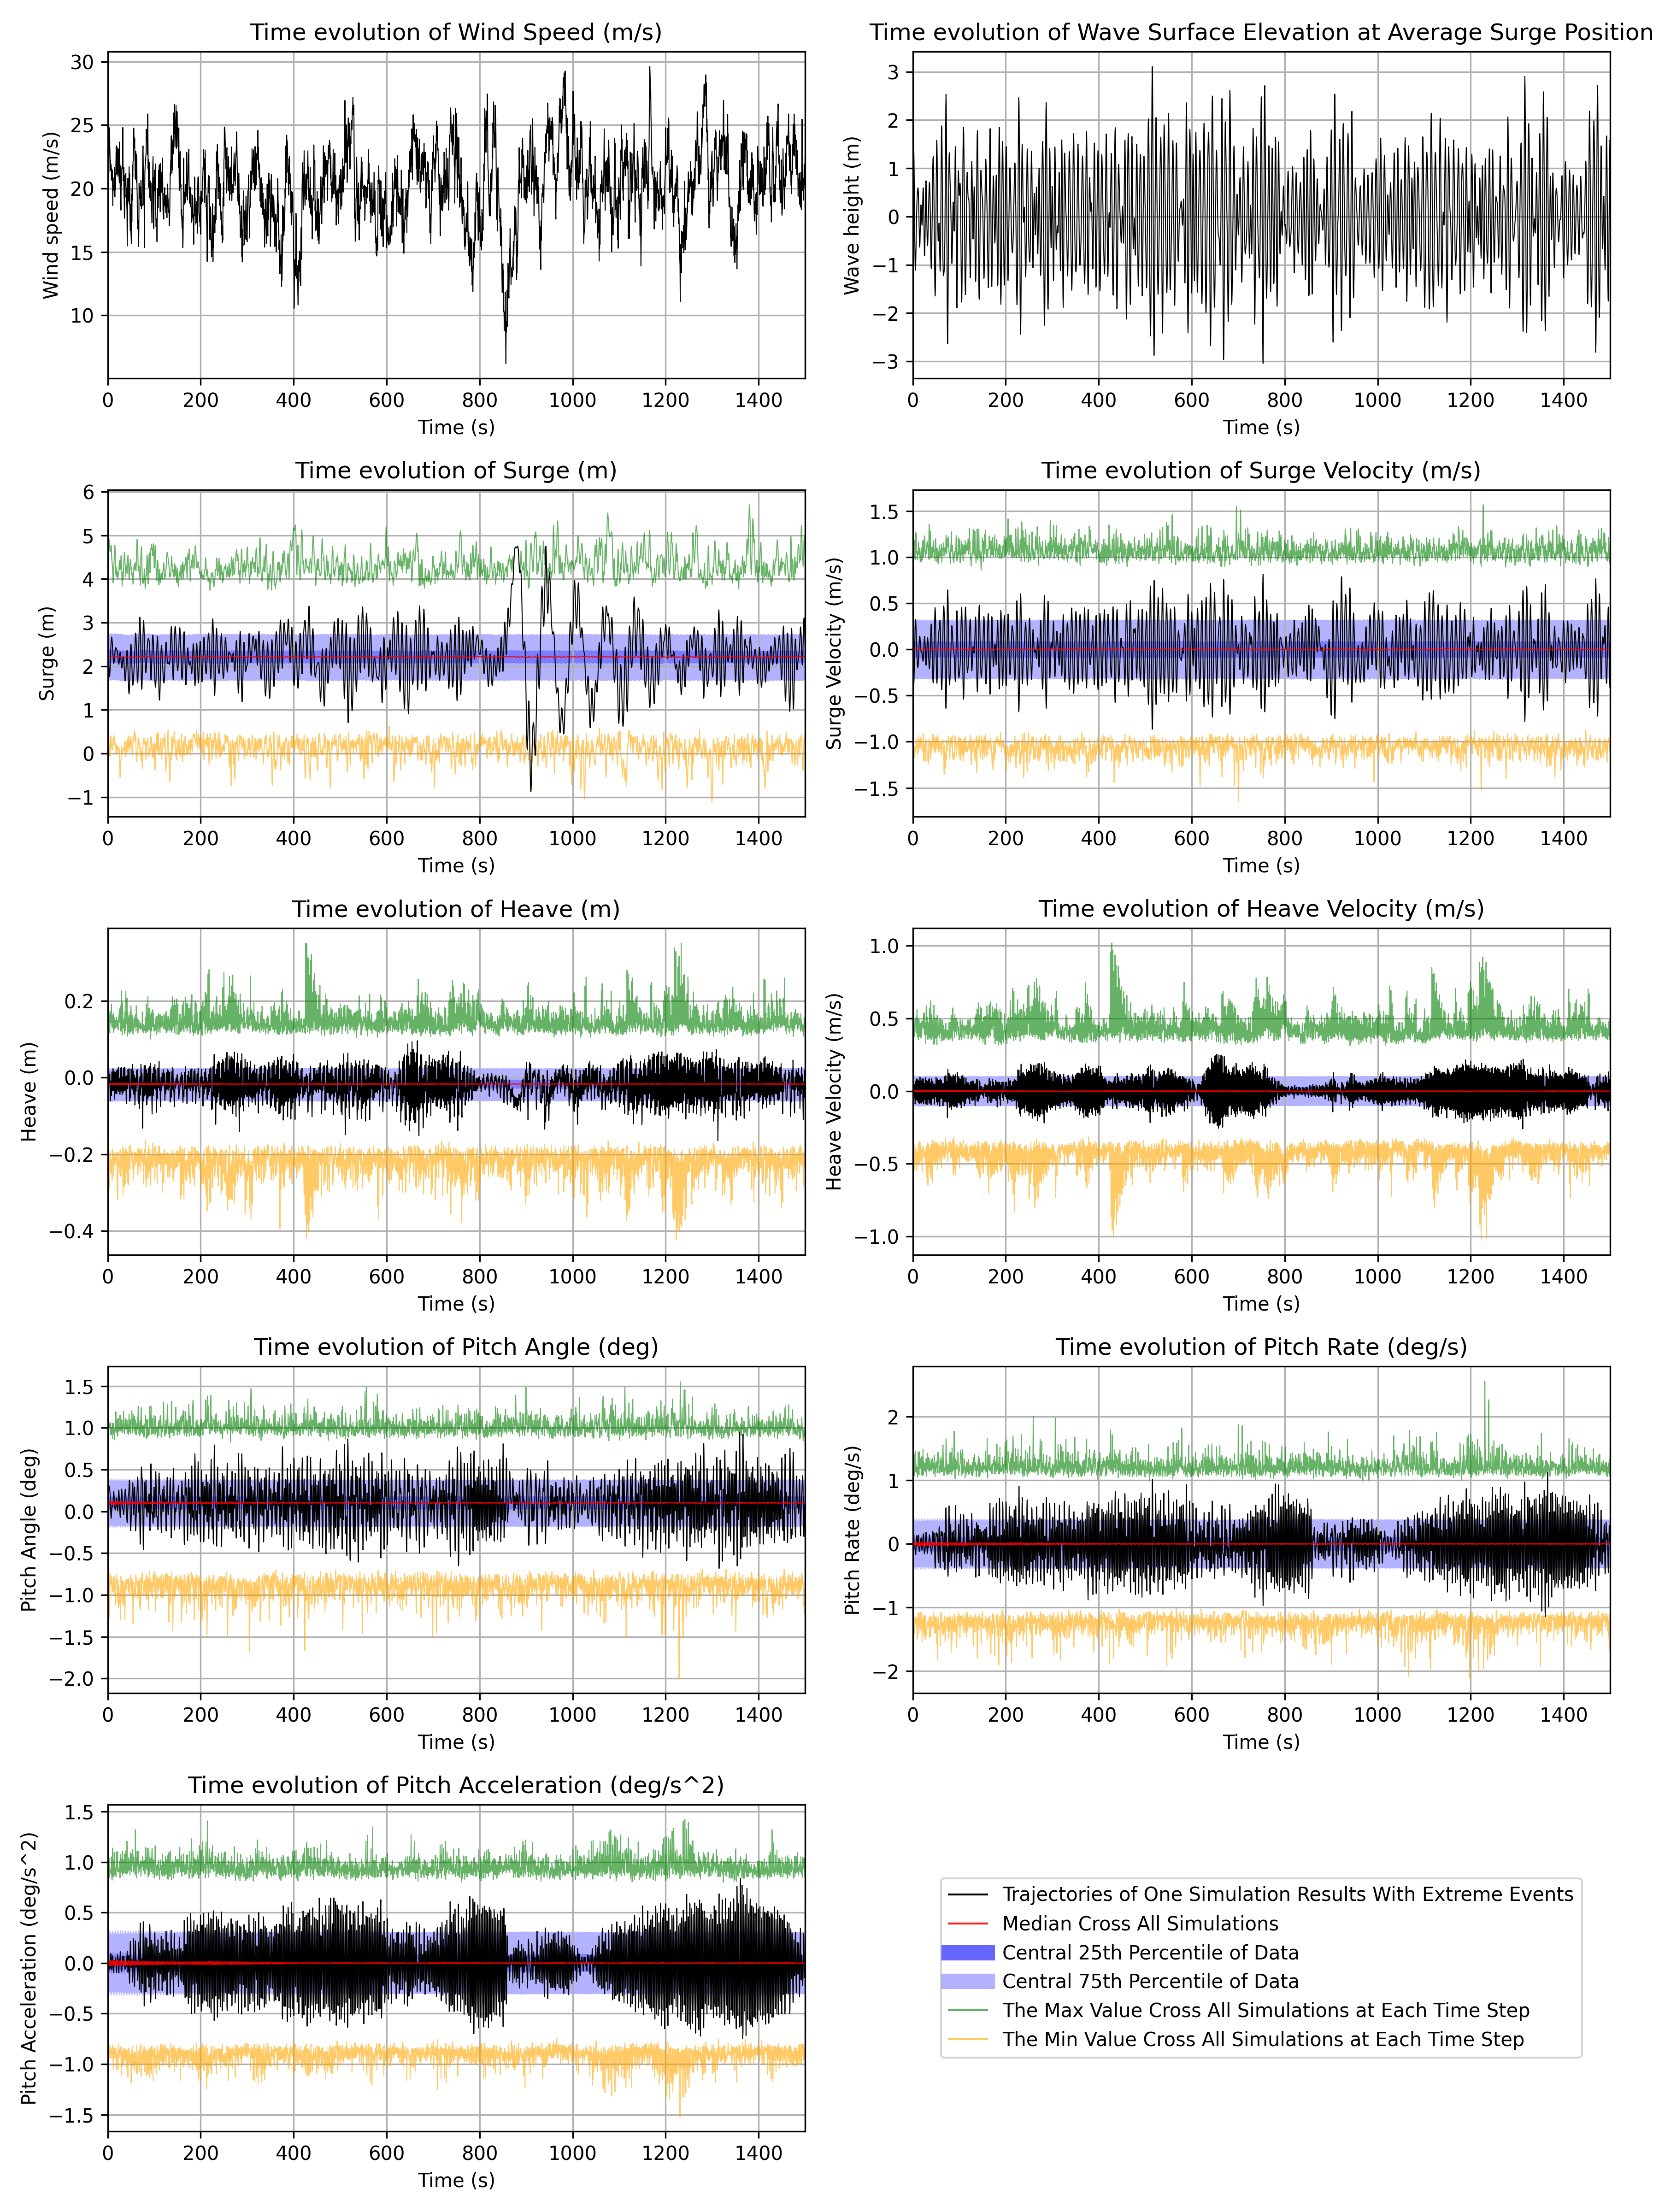 Time evolution of Wind Speed (m/s)
30
25
20
15
10
Wind speed (m/s)
0 200 400 600 800 1000 1200 1400
Time (s)
Time evolution of Wave Surface Elevation at Average Surge Position
3
2
1
0
−1
−2
−3
Wave height (m)
0 200 400 600 800 1000 1200 1400
Time (s)
Time evolution of Surge (m)
6
5
4
3
2
1
0
−1
Surge (m)
0 200 400 600 800 1000 1200 1400
Time (s)
Time evolution of Surge Velocity (m/s)
1.5
1.0
0.5
0.0
−0.5
−1.0
−1.5
Surge Velocity (m/s)
0 200 400 600 800 1000 1200 1400
Time (s)
Time evolution of Heave (m)
0.2
0.0
−0.2
−0.4
Heave (m)
0 200 400 600 800 1000 1200 1400
Time (s)
Time evolution of Heave Velocity (m/s)
1.0
0.5
0.0
−0.5
−1.0
Heave Velocity (m/s)
0 200 400 600 800 1000 1200 1400
Time (s)
Time evolution of Pitch Angle (deg)
1.5
1.0
0.5
0.0
−0.5
−1.0
−1.5
−2.0
Pitch Angle (deg)
0 200 400 600 800 1000 1200 1400
Time (s)
Time evolution of Pitch Rate (deg/s)
2
1
0
−1
−2
Pitch Rate (deg/s)
0 200 400 600 800 1000 1200 1400
Time (s)
Time evolution of Pitch Acceleration (deg/s^2)
1.5
1.0
0.5
0.0
−0.5
−1.0
−1.5
Pitch Acceleration (deg/s^2)
0 200 400 600 800 1000 1200 1400
Time (s)
Trajectories of One Simulation Results With Extreme Events
Median Cross All Simulations
Central 25th Percentile of Data
Central 75th Percentile of Data
The Max Value Cross All Simulations at Each Time Step
The Min Value Cross All Simulations at Each Time Step